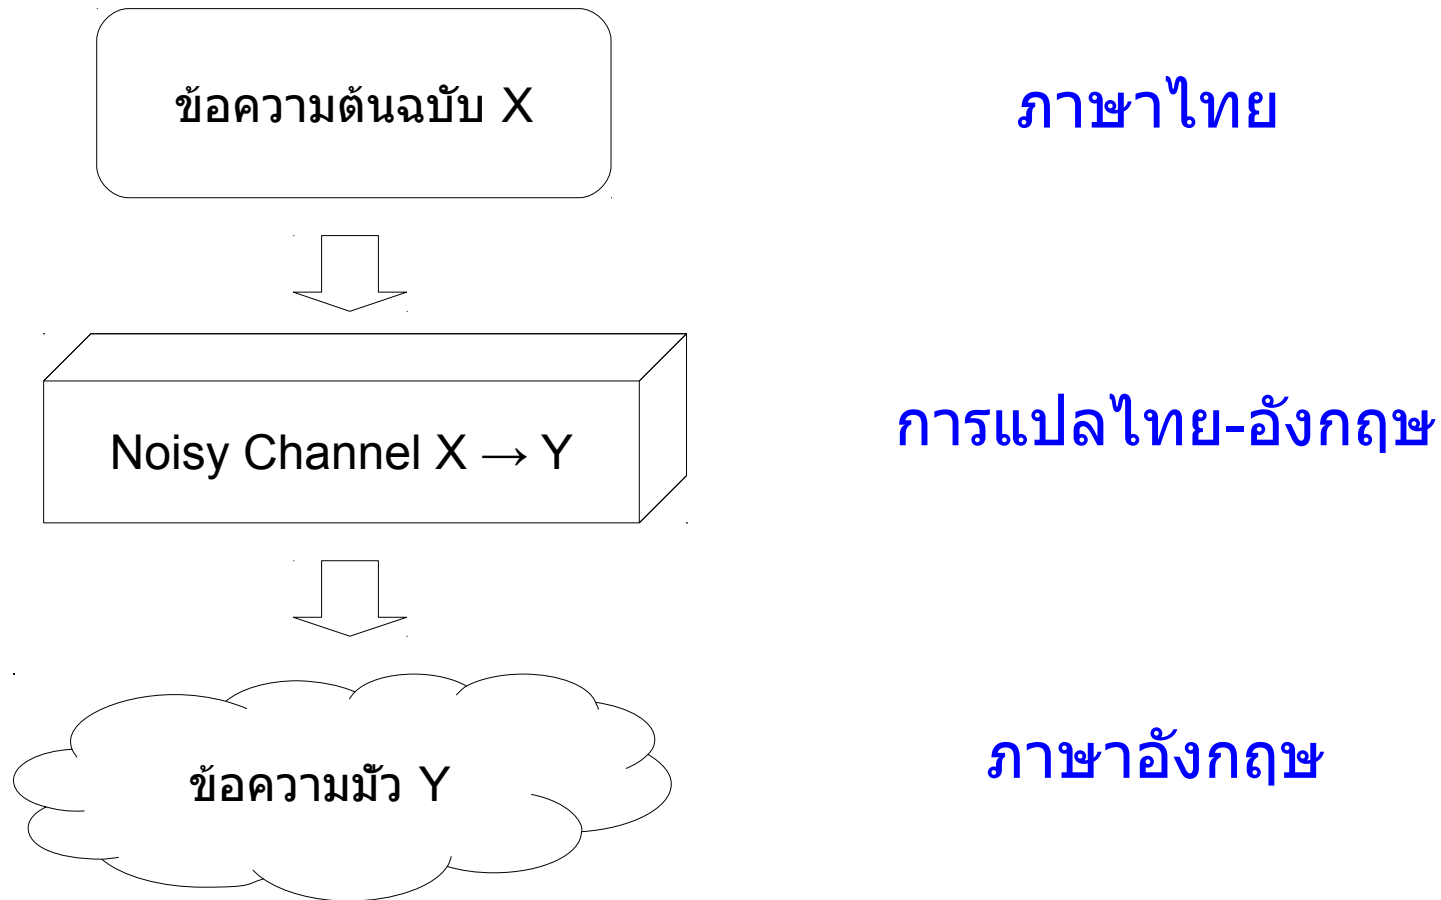 ข้อความต้นฉบับ X
ภาษาไทย
Noisy Channel X → Y
การแปลไทย-อังกฤษ
ข้อความมัว Y
ภาษาอังกฤษ